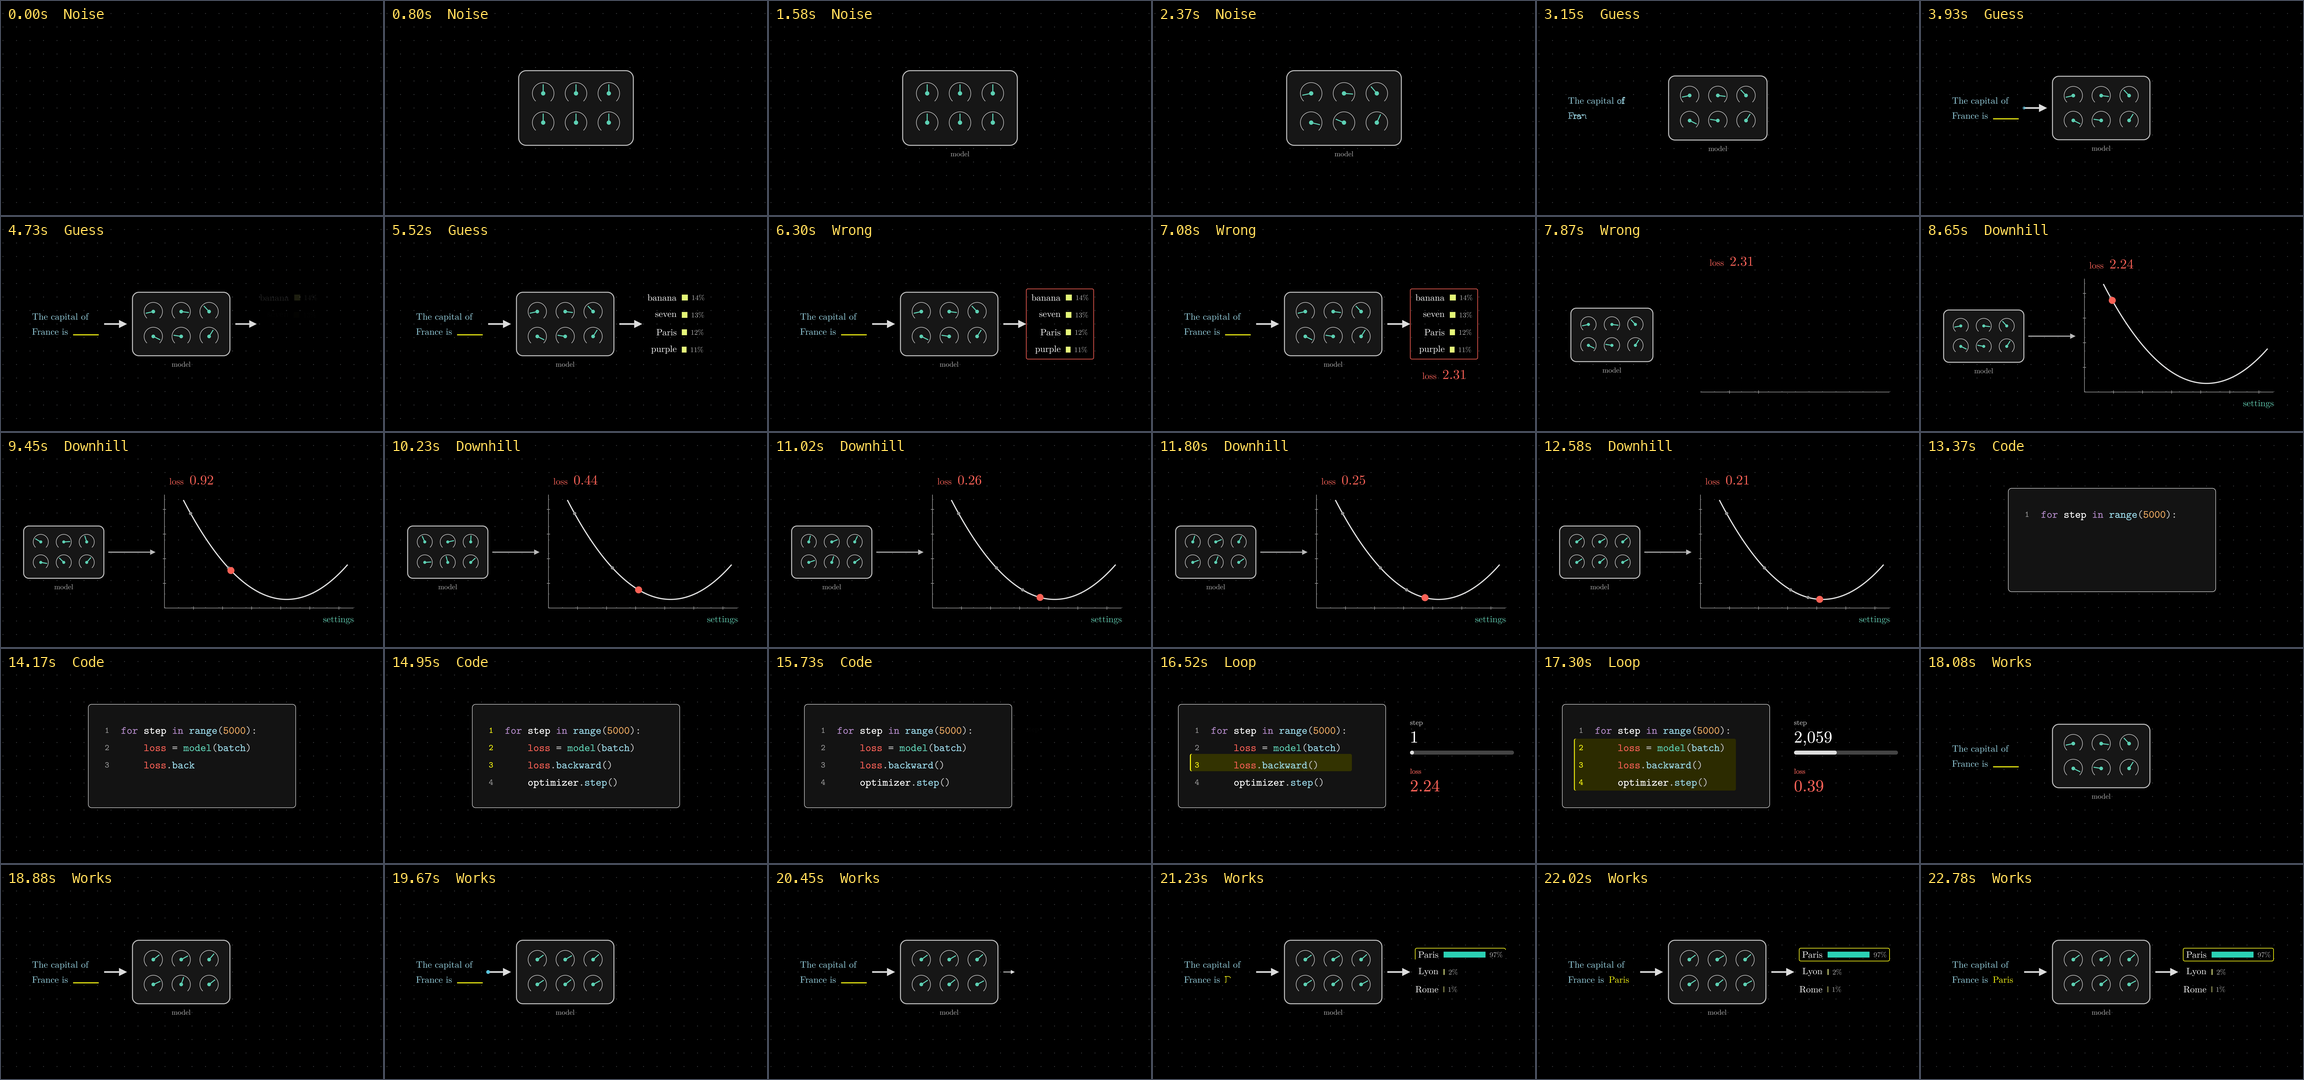 0.00s Noise
0.80s Noise
1.58s Noise
model
2.37s Noise
model
3.15s Guess
The capital of
Fran
model
3.93s Guess
The capital of
France is
model
4.73s Guess
The capital of
France is
model
5.52s Guess
The capital of
France is
model
banana 14%
seven 13%
Paris 12%
purple 11%
6.30s Wrong
The capital of
France is
model
banana 14%
seven 13%
Paris 12%
purple 11%
7.08s Wrong
The capital of
France is
model
banana 14%
seven 13%
Paris 12%
purple 11%
loss 2.31
7.87s Wrong
loss 2.31
model
8.65s Downhill
loss 2.24
model
settings
9.45s Downhill
loss 0.92
model
settings
10.23s Downhill
loss 0.44
model
settings
11.02s Downhill
loss 0.26
model
settings
11.80s Downhill
loss 0.25
model
settings
12.58s Downhill
loss 0.21
model
settings
13.37s Code
1 for step in range(5000):
14.17s Code
1 for step in range(5000):
2 loss = model(batch)
3 loss.back
14.95s Code
1 for step in range(5000):
2 loss = model(batch)
3 loss.backward()
4 optimizer.step()
15.73s Code
1 for step in range(5000):
2 loss = model(batch)
3 loss.backward()
4 optimizer.step()
16.52s Loop
1 for step in range(5000):
2 loss = model(batch)
3 loss.backward()
4 optimizer.step()
step
1
loss
2.24
17.30s Loop
1 for step in range(5000):
2 loss = model(batch)
3 loss.backward()
4 optimizer.step()
step
2,059
loss
0.39
18.08s Works
The capital of
France is
model
18.88s Works
The capital of
France is
model
19.67s Works
The capital of
France is
model
20.45s Works
The capital of
France is
model
21.23s Works
The capital of
France is
model
Paris 97%
Lyon 2%
Rome 1%
22.02s Works
The capital of
France is Paris
model
Paris 97%
Lyon 2%
Rome 1%
22.78s Works
The capital of
France is Paris
model
Paris 97%
Lyon 2%
Rome 1%